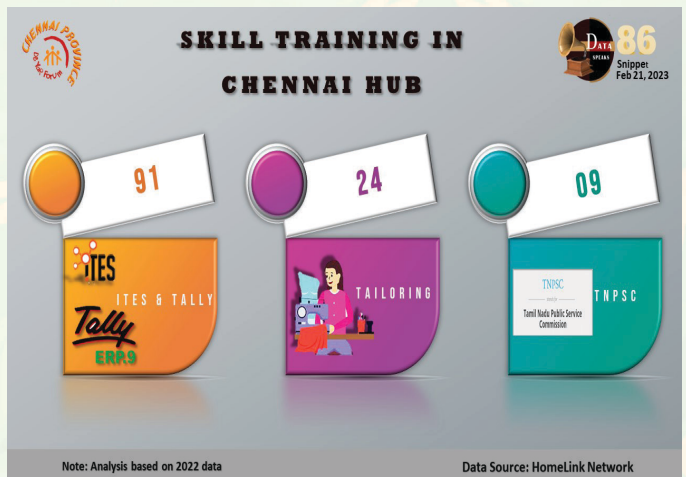 CHENNAI PROVINCE
SKILL TRAINING IN
CHENNAI HUB
DATA
SPEAKS
86
Snippet
Feb 21, 2023
91
24
09
ITES
ITES & TALLY
Tally
ERP.9
TAILORING
TNPSC
Tamil Nadu Public Service
Commission
TNPSC
Note: Analysis based on 2022 data
Data Source: HomeLink Network